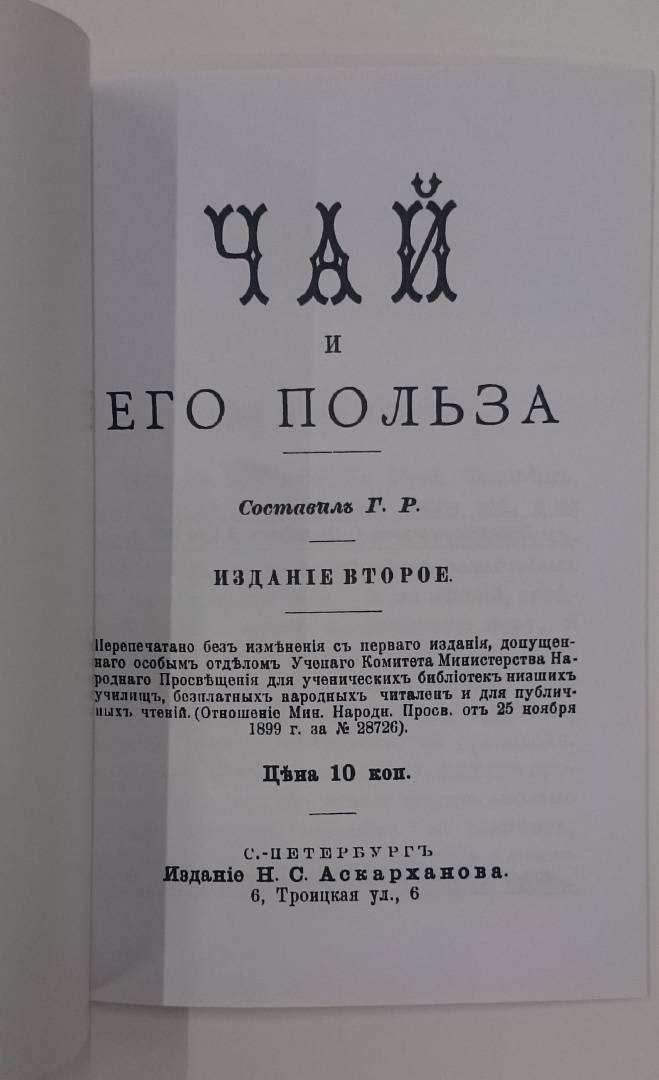 ЧАЙ
И
ЕГО ПОЛЬЗА
Составилъ Г. Р.
ИЗДАНІЕ ВТОРОЕ.
Перепечатано безъ измѣненія съ перваго изданія, допущен-
наго особымъ отдѣломъ Ученаго Комитета Министерства На-
роднаго Просвѣщенія для ученическихъ библіотекъ низшихъ
училищъ, безплатныхъ народныхъ читаленъ и для публич-
ныхъ чтеній. (Отношеніе Мин. Народн. Просв. отъ 25 ноября
1899 г. за № 28726).
Цѣна 10 коп.
С.-ПЕТЕРБУРГЪ
Изданіе Н. С. Аскарханова.
6, Троицкая ул., 6